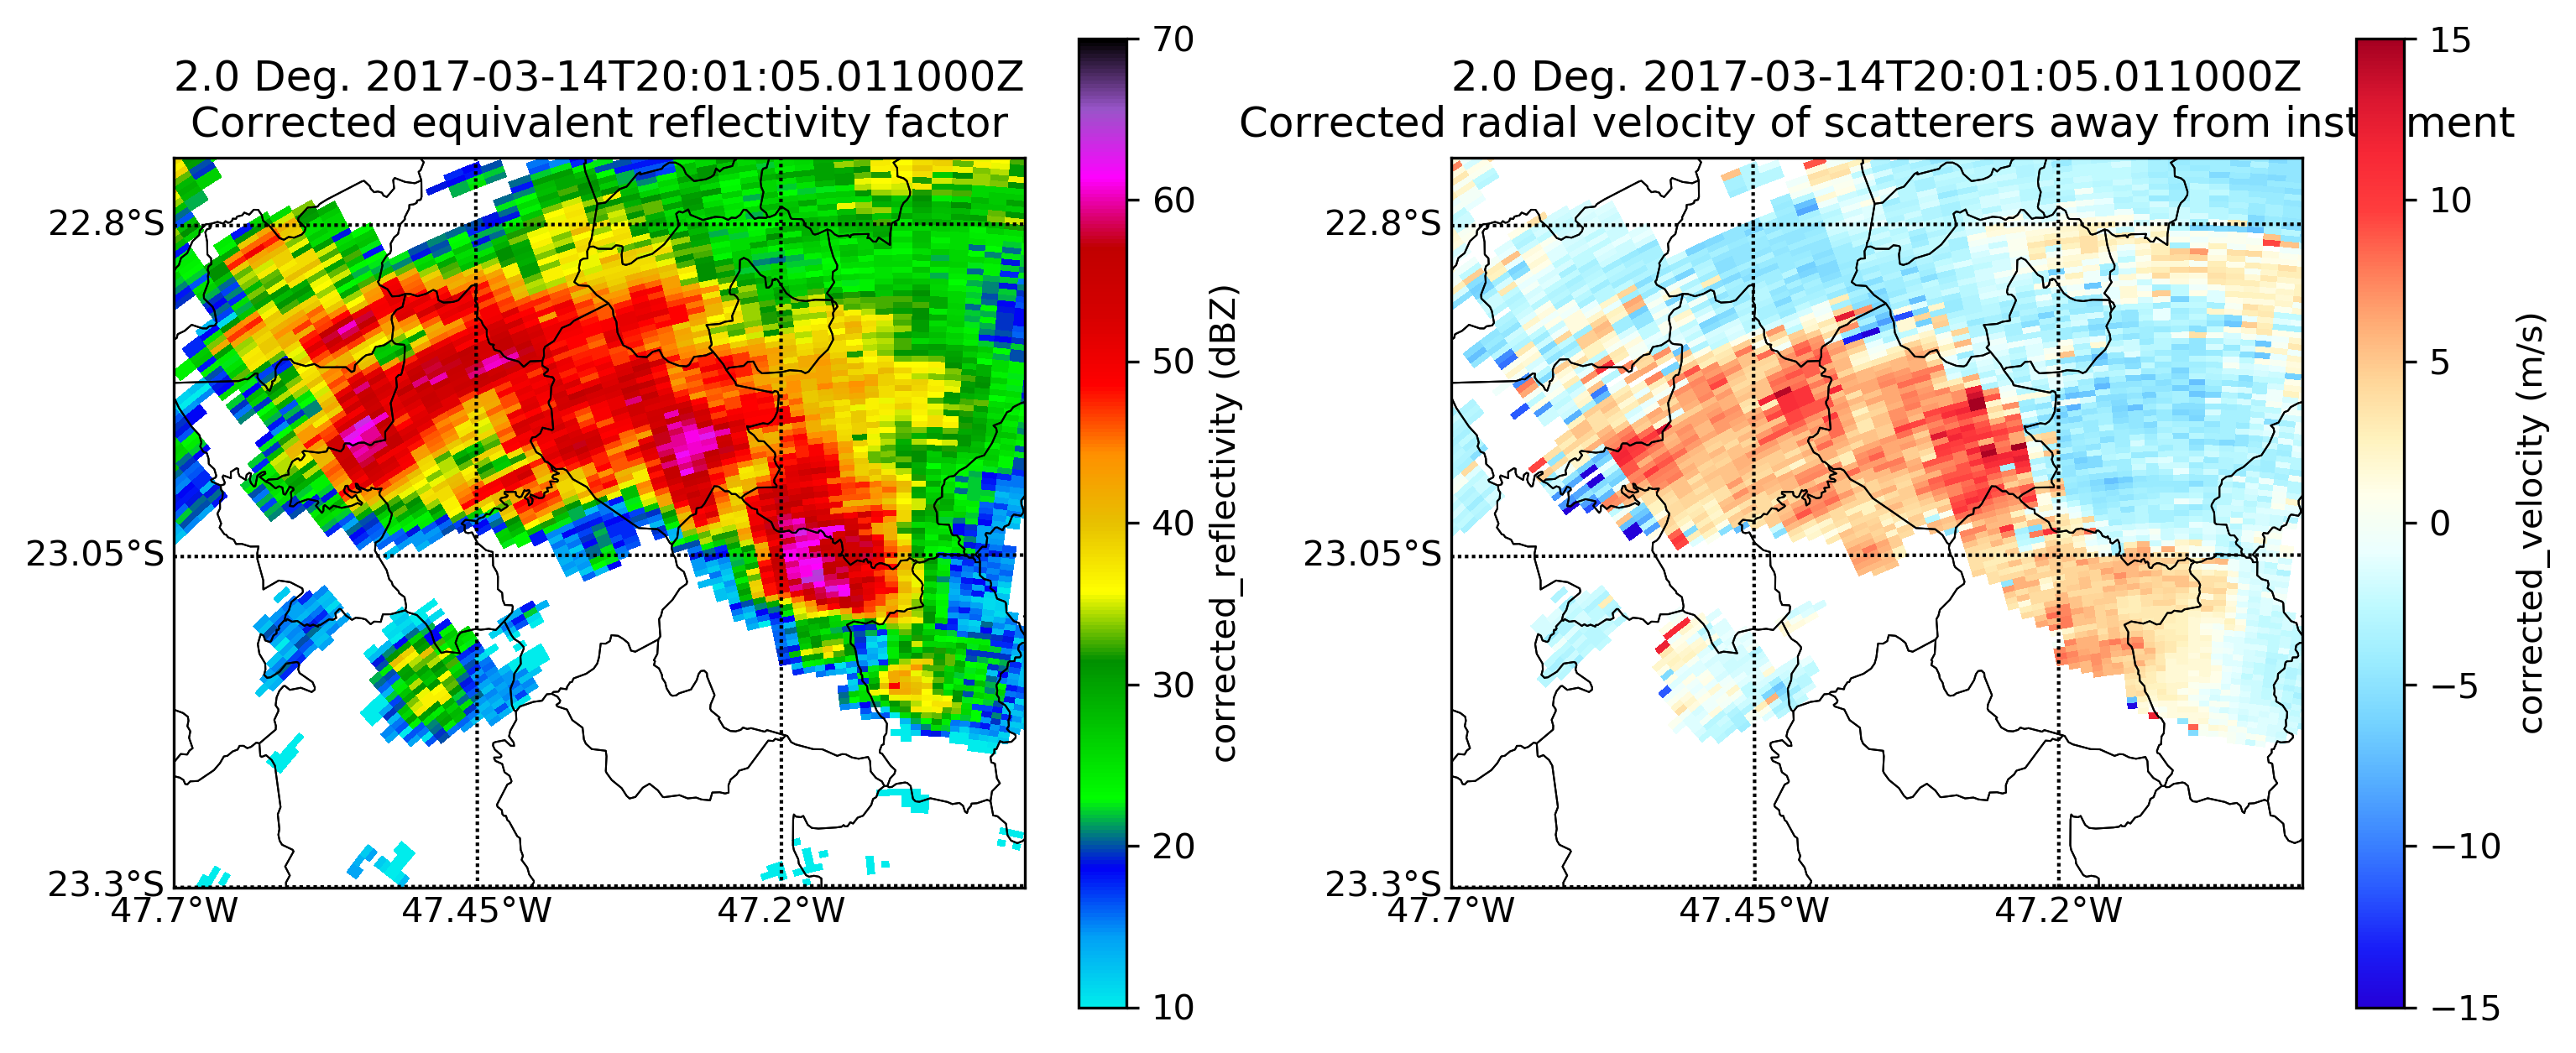 2.0 Deg. 2017-03-14T20:01:05.011000Z
Corrected equivalent reflectivity factor
22.8°S
23.05°S
23.3°S
47.7°W
47.45°W
47.2°W
70
60
50
40
30
20
10
corrected_reflectivity (dBZ)
2.0 Deg. 2017-03-14T20:01:05.011000Z
Corrected radial velocity of scatterers away from inst ment
22.8°S
23.05°S
23.3°S
47.7°W
47.45°W
47.2°W
15
10
5
0
−5
−10
−15
corrected_velocity (m/s)